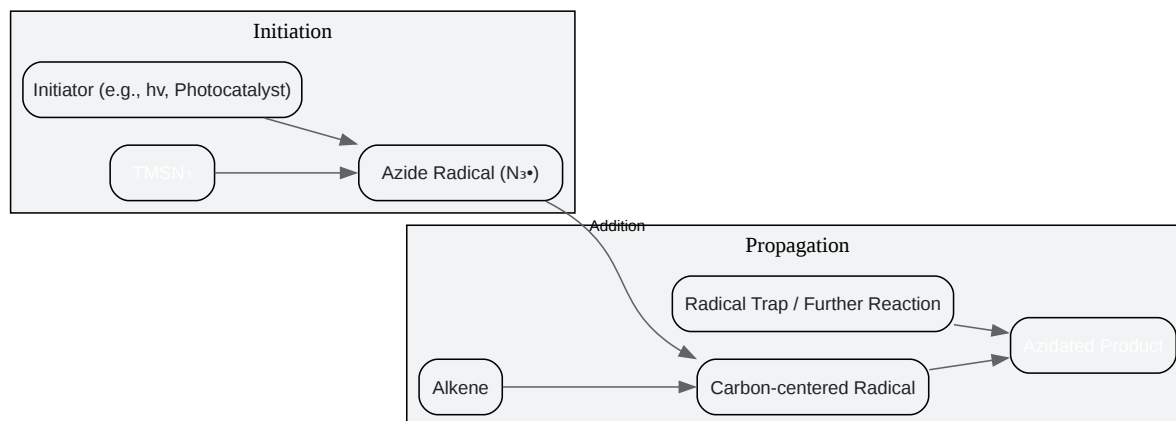 Initiation
Initiator (e.g., hv, Photocatalyst)
TMSN₃
Azide Radical (N₃•)
Addition
Propagation
Radical Trap / Further Reaction
Azidated Product
Alkene
Carbon-centered Radical